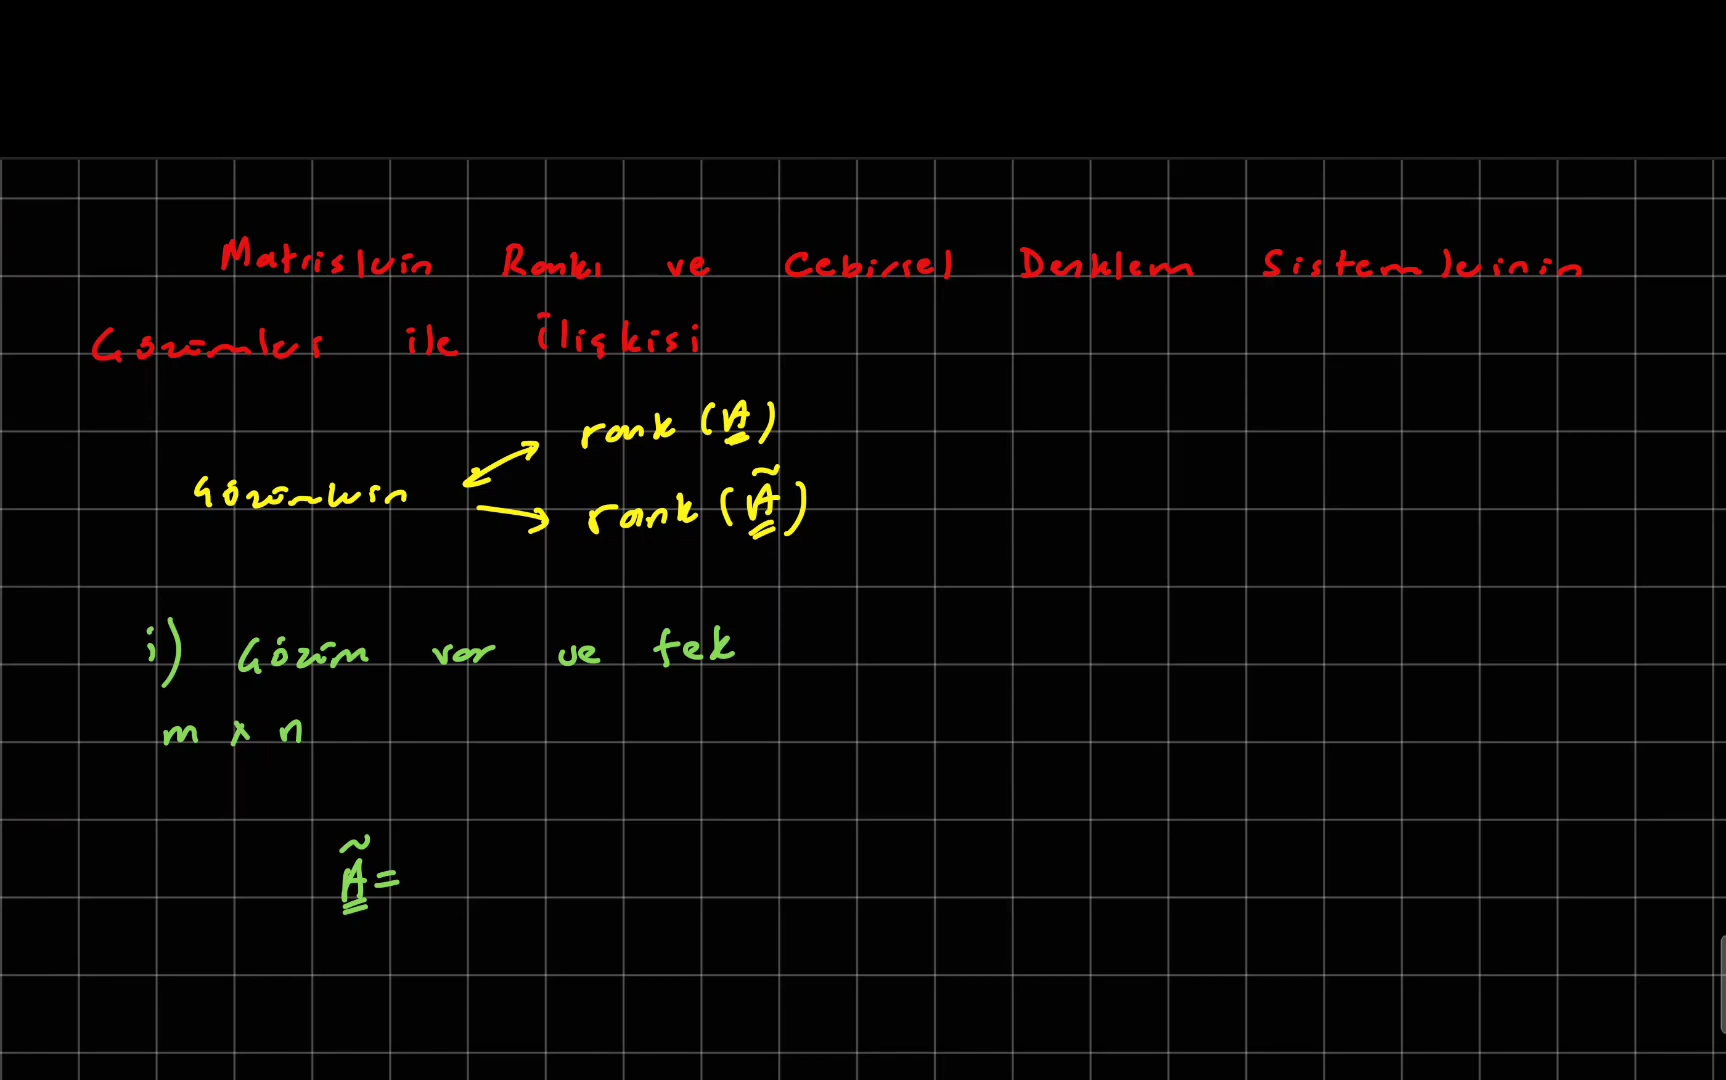 Matrislerin Rankı ve Cebirsel Denklem Sistemlerinin
Çözümler ile İlişkisi
rank (A)
Çözümlerin
rank (Ã)
i) Çözüm var ve tek
m x n
Ã =